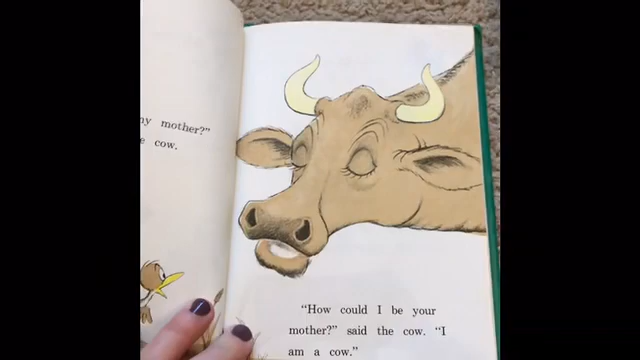 my mother?"
cow.
"How could I be your
mother?" said the cow. "I
am a cow."